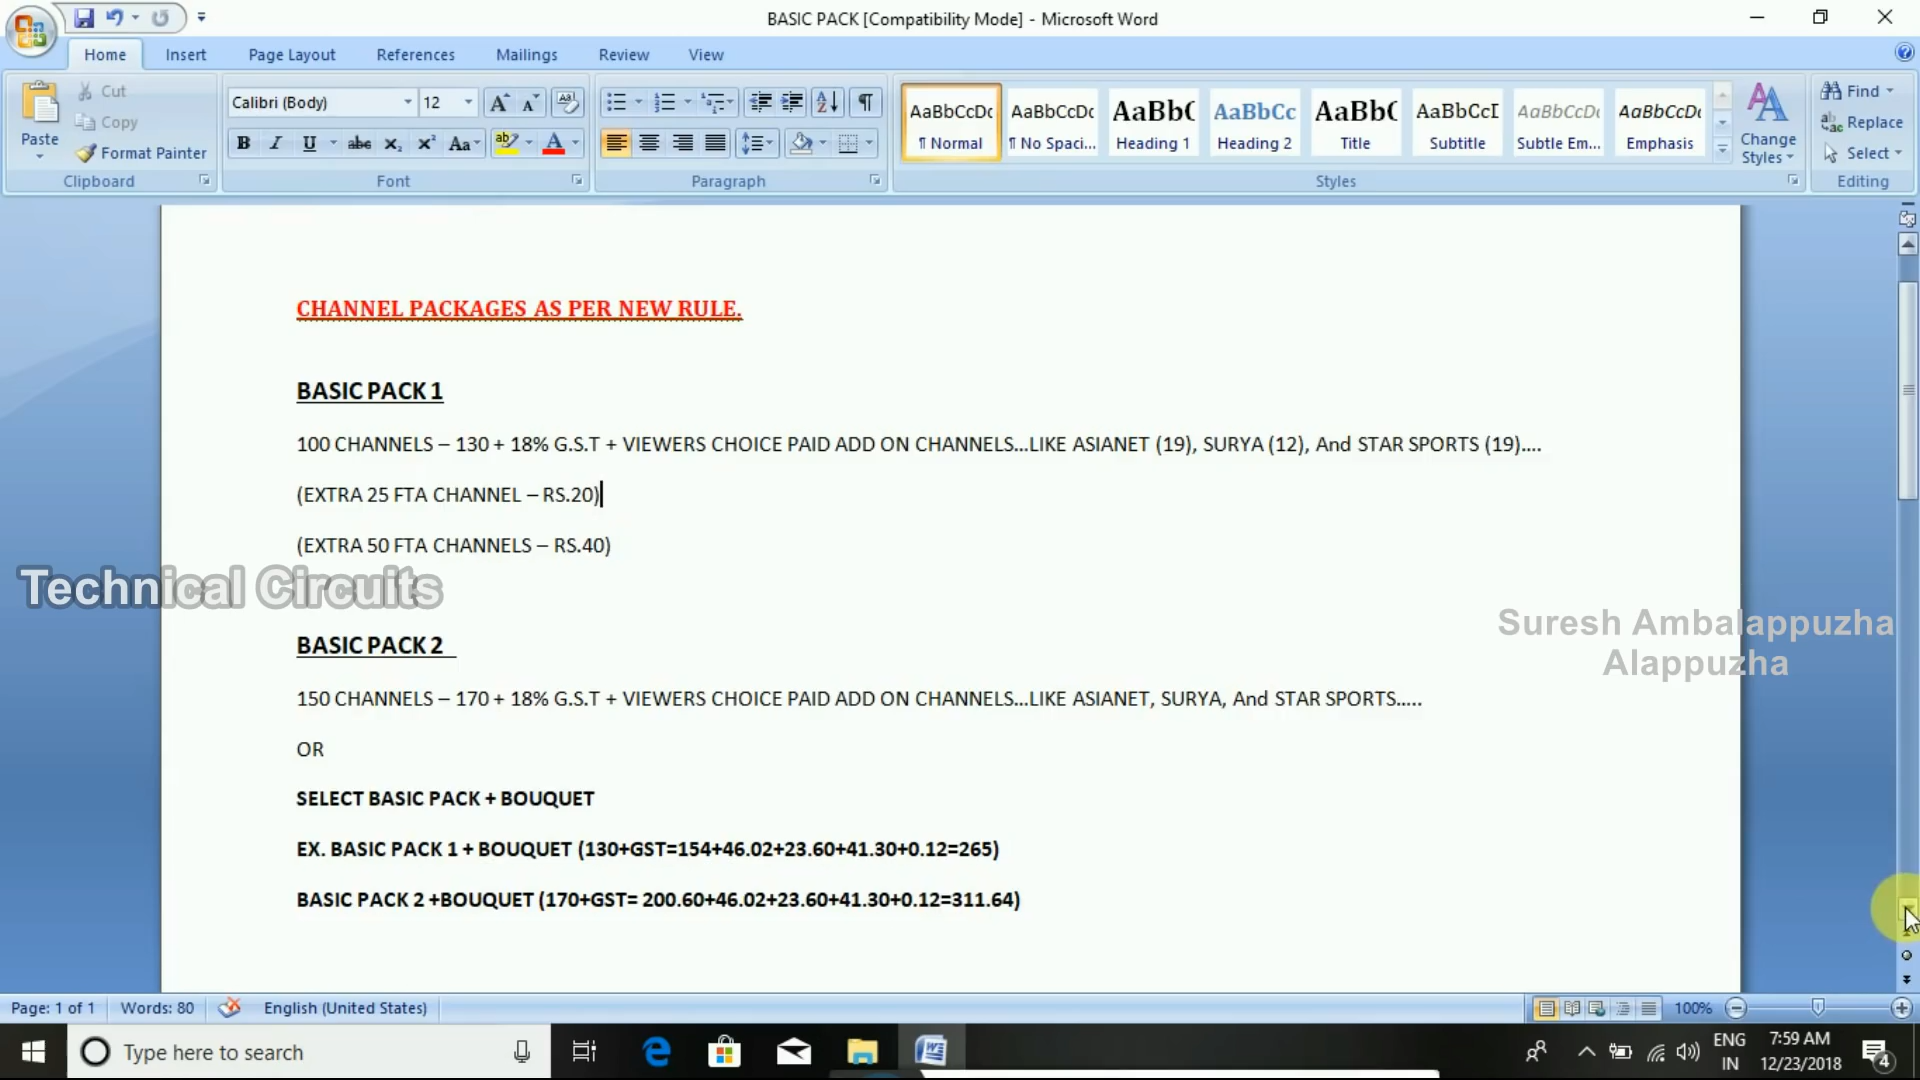 BASIC PACK [Compatibility Mode] - Microsoft Word
Home Insert Page Layout References Mailings Review View
Paste
Cut
Copy
Format Painter
Clipboard
Calibri (Body) 12
Font
Paragraph
AaBbCcDc AaBbCcDc AaBb( AaBbCc AaBb( AaBbCcI AaBbCcDc AaBbCcDc
¶ Normal ¶ No Spaci... Heading 1 Heading 2 Title Subtitle Subtle Em... Emphasis
Change Styles
Styles
Find
Replace
Select
Editing
CHANNEL PACKAGES AS PER NEW RULE.
BASIC PACK 1
100 CHANNELS – 130 + 18% G.S.T + VIEWERS CHOICE PAID ADD ON CHANNELS...LIKE ASIANET (19), SURYA (12), And STAR SPORTS (19)....
(EXTRA 25 FTA CHANNEL – RS.20)
(EXTRA 50 FTA CHANNELS – RS.40)
Technical Circuits
Suresh Ambalappuzha
Alappuzha
BASIC PACK 2
150 CHANNELS – 170 + 18% G.S.T + VIEWERS CHOICE PAID ADD ON CHANNELS...LIKE ASIANET, SURYA, And STAR SPORTS.....
OR
SELECT BASIC PACK + BOUQUET
EX. BASIC PACK 1 + BOUQUET (130+GST=154+46.02+23.60+41.30+0.12=265)
BASIC PACK 2 +BOUQUET (170+GST= 200.60+46.02+23.60+41.30+0.12=311.64)
Page: 1 of 1 Words: 80 English (United States) 100%
Type here to search
ENG 7:59 AM
IN 12/23/2018 4